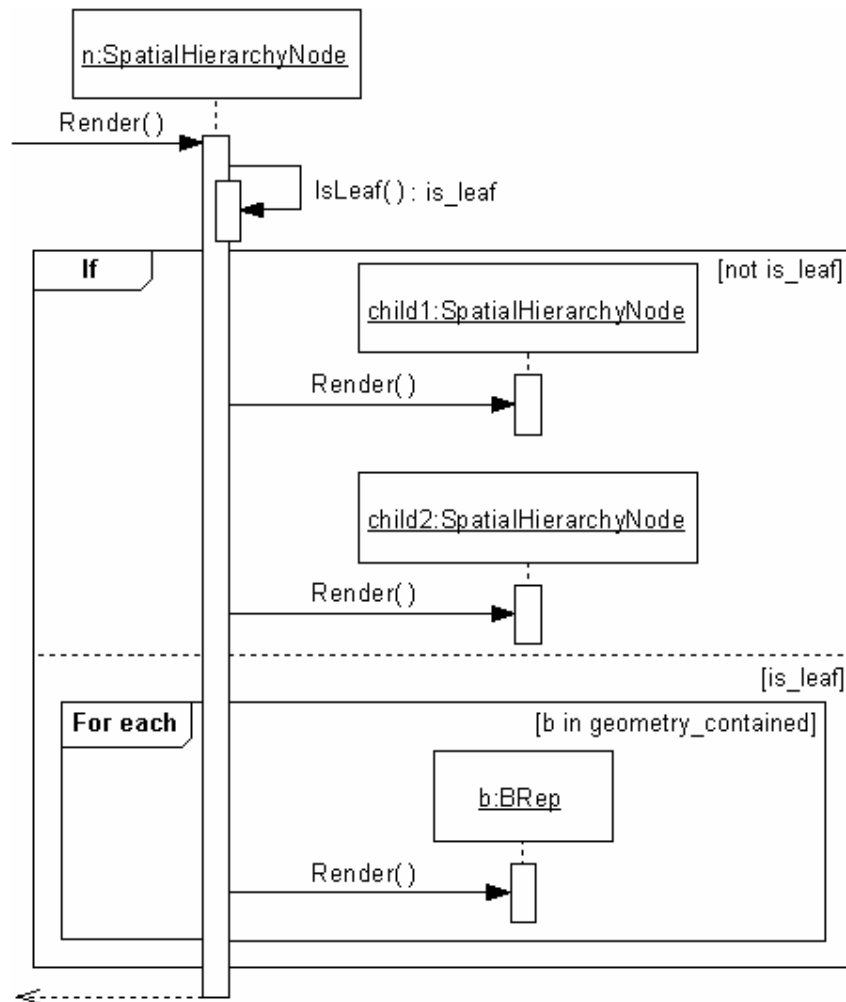 n:SpatialHierarchyNode
Render()
IsLeaf() : is_leaf
If
[not is_leaf]
child1:SpatialHierarchyNode
Render()
child2:SpatialHierarchyNode
Render()
[is_leaf]
For each
[b in geometry_contained]
b:BRep
Render()